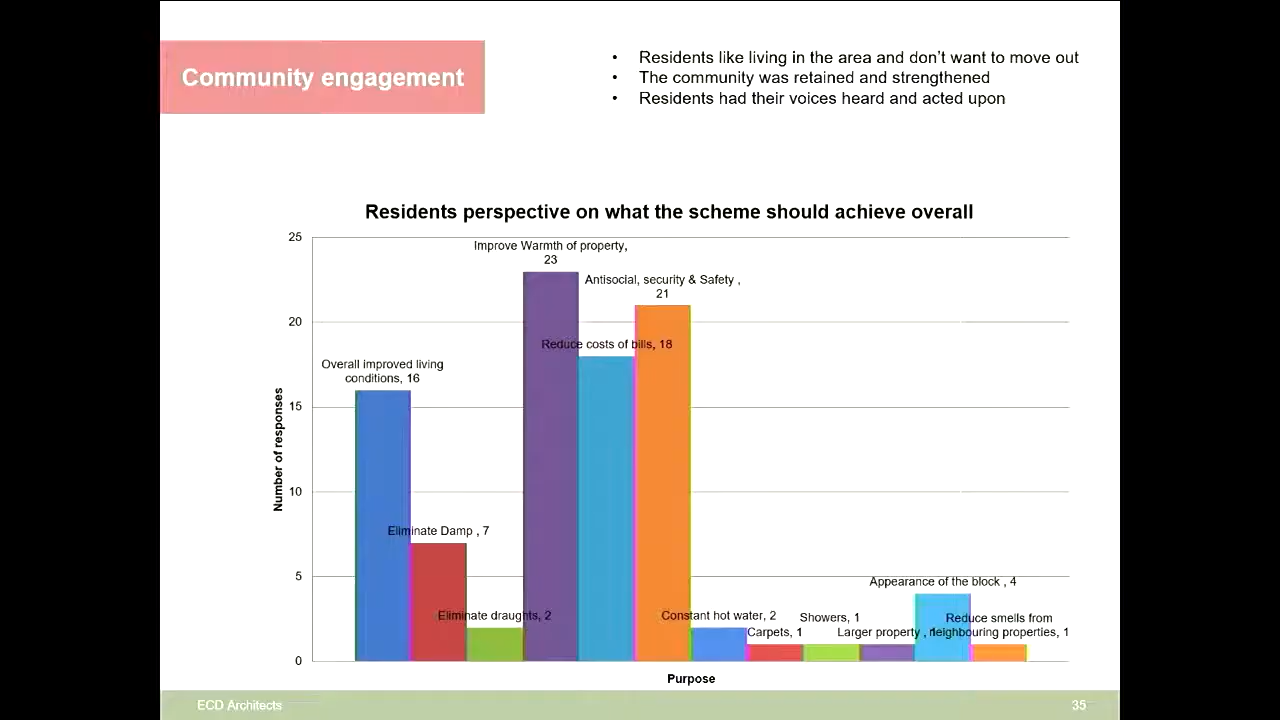 Community engagement
• Residents like living in the area and don't want to move out
• The community was retained and strengthened
• Residents had their voices heard and acted upon
Residents perspective on what the scheme should achieve overall
Number of responses
25
20
15
10
5
0
Overall improved living
conditions, 16
Eliminate Damp , 7
Eliminate draughts, 2
Improve Warmth of property,
23
Reduce costs of bills, 18
Antisocial, security & Safety ,
21
Constant hot water, 2
Carpets, 1
Showers, 1
Larger property , 1
Appearance of the block , 4
Reduce smells from
neighbouring properties, 1
Purpose
ECD Architects
35